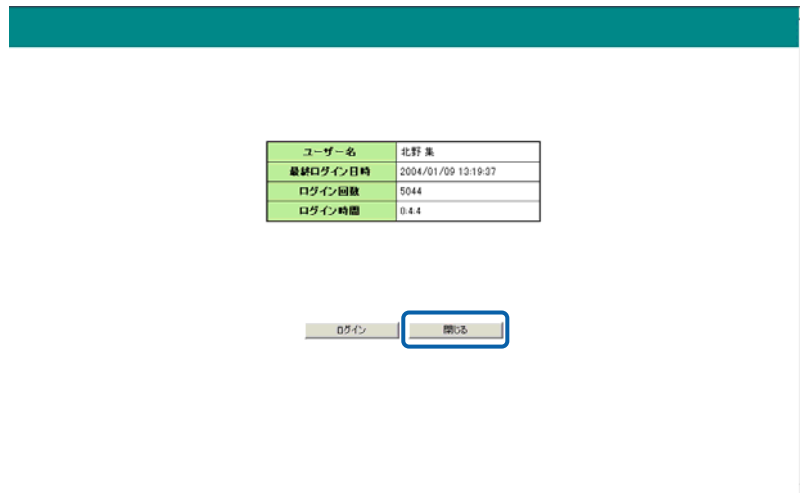 ユーザー名 北野 集
最終ログイン日時 2004/01/09 13:19:37
ログイン回数 5044
ログイン時間 0:4:4
ログイン 閉じる